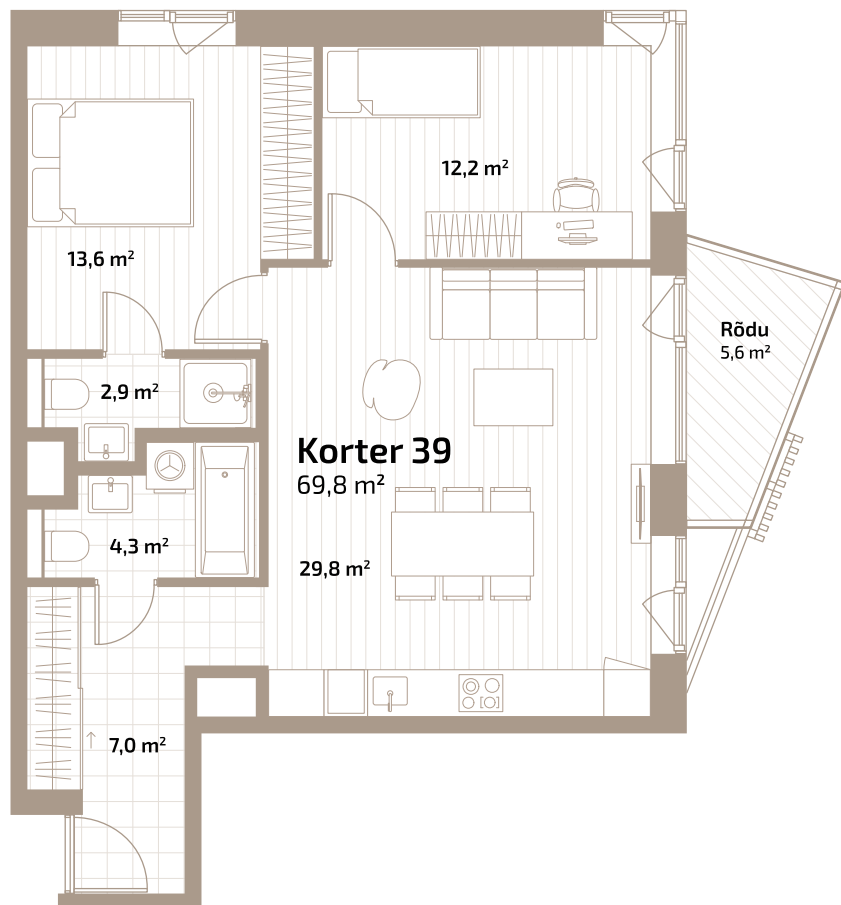 12,2 m²
13,6 m²
Rõdu
5,6 m²
2,9 m²
Korter 39
69,8 m²
4,3 m²
29,8 m²
7,0 m²